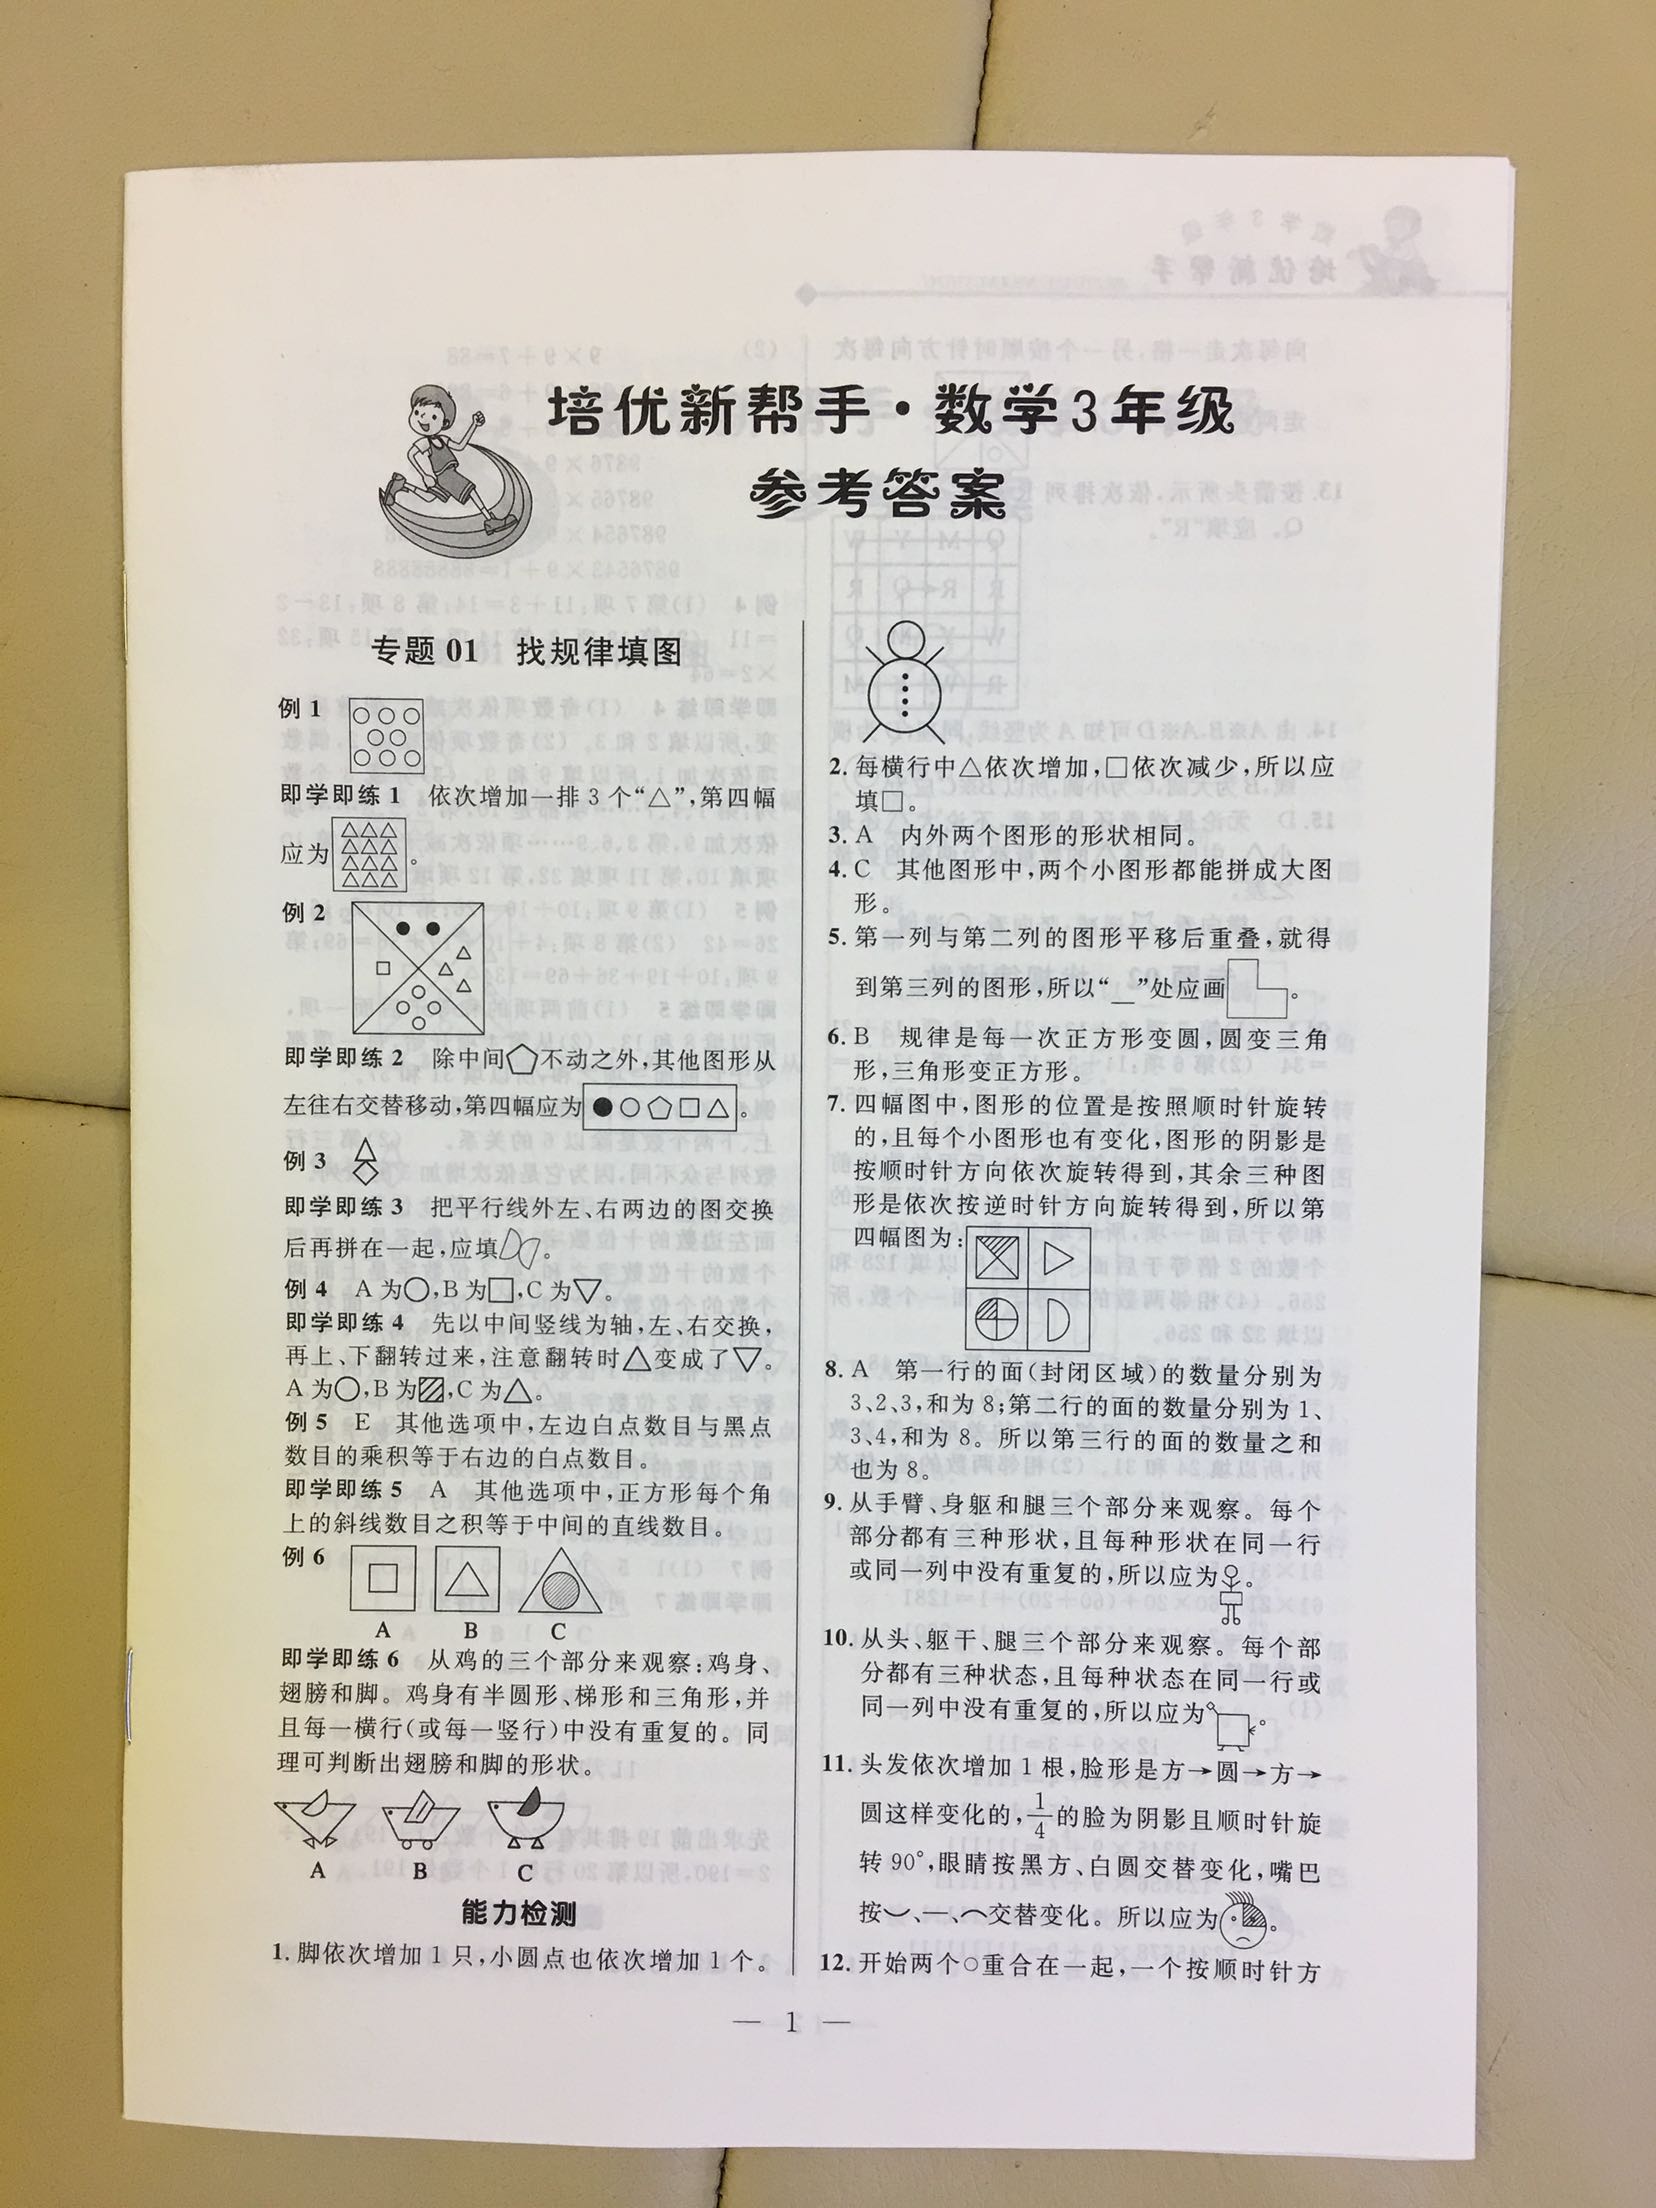 培优新帮手·数学3年级
参考答案
专题 01 找规律填图
例 1
即学即练 1 依次增加一排 3 个“△”,第四幅
应为。
例 2
即学即练 2 除中间⬠不动之外,其他图形从
左往右交替移动,第四幅应为●○⬠□△。
例 3
即学即练 3 把平行线外左、右两边的图交换
后再拼在一起,应填。
例 4 A 为○,B 为□,C 为▽。
即学即练 4 先以中间竖线为轴,左、右交换,
再上、下翻转过来,注意翻转时△变成了▽。
A 为○,B 为▨,C 为△。
例 5 E 其他选项中,左边白点数目与黑点
数目的乘积等于右边的白点数目。
即学即练 5 A 其他选项中,正方形每个角
上的斜线数目之积等于中间的直线数目。
例 6
A B C
即学即练 6 从鸡的三个部分来观察:鸡身、
翅膀和脚。鸡身有半圆形、梯形和三角形,并
且每一横行(或每一竖行)中没有重复的。同
理可判断出翅膀和脚的形状。
A B C
能力检测
1. 脚依次增加 1 只,小圆点也依次增加 1 个。
2. 每横行中△依次增加,□依次减少,所以应
填□。
3. A 内外两个图形的形状相同。
4. C 其他图形中,两个小图形都能拼成大图
形。
5. 第一列与第二列的图形平移后重叠,就得
到第三列的图形,所以“__”处应画。
6. B 规律是每一次正方形变圆,圆变三角
形,三角形变正方形。
7. 四幅图中,图形的位置是按照顺时针旋转
的,且每个小图形也有变化,图形的阴影是
按顺时针方向依次旋转得到,其余三种图
形是依次按逆时针方向旋转得到,所以第
四幅图为:
8. A 第一行的面(封闭区域)的数量分别为
3、2、3,和为 8;第二行的面的数量分别为 1、
3、4,和为 8。所以第三行的面的数量之和
也为 8。
9. 从手臂、身躯和腿三个部分来观察。每个
部分都有三种形状,且每种形状在同一行
或同一列中没有重复的,所以应为。
10. 从头、躯干、腿三个部分来观察。每个部
分都有三种状态,且每种状态在同一行或
同一列中没有重复的,所以应为。
11. 头发依次增加 1 根,脸形是方→圆→方→
圆这样变化的,1/4的脸为阴影且顺时针旋
转 90°,眼睛按黑方、白圆交替变化,嘴巴
按⌣、—、⌢交替变化。所以应为。
12. 开始两个○重合在一起,一个按顺时针方
— 1 —